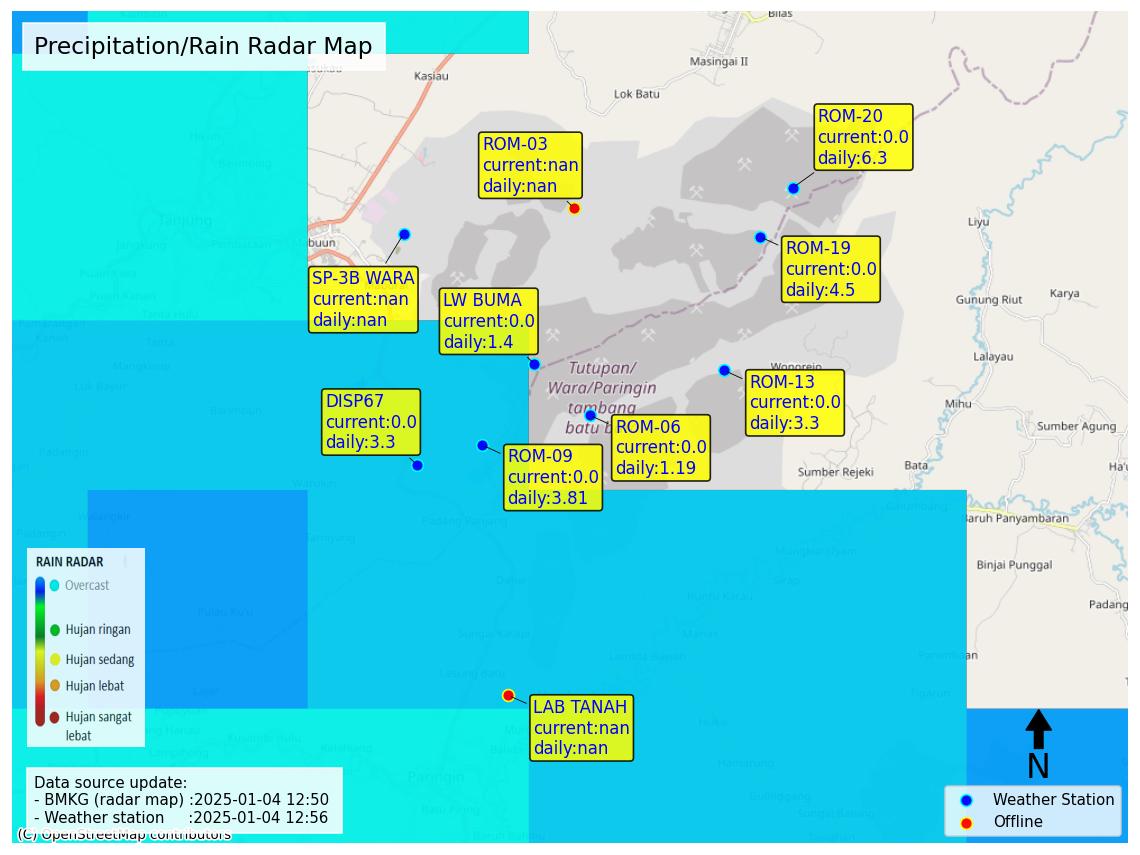 Precipitation/Rain Radar Map
Bilas
Masingai II
Kasiau
Lok Batu
ROM-20
current:0.0
daily:6.3
ROM-03
current:nan
daily:nan
Tanjung
Liyu
Mabuun
ROM-19
current:0.0
daily:4.5
SP-3B WARA
current:nan
daily:nan
LW BUMA
current:0.0
daily:1.4
Gunung Riut
Karya
Lalayau
Tutupan/
Wara/Paringin
tambang
batu
Wonorejo
ROM-13
current:0.0
daily:3.3
DISP67
current:0.0
daily:3.3
Mihu
ROM-06
current:0.0
daily:1.19
Sumber Agung
ROM-09
current:0.0
daily:3.81
Sumber Rejeki
Bata
Baruh Panyambaran
Binjai Punggal
Padang
RAIN RADAR
Overcast
Hujan ringan
Hujan sedang
Hujan lebat
Hujan sangat
lebat
LAB TANAH
current:nan
daily:nan
Paringin
N
Data source update:
- BMKG (radar map) :2025-01-04 12:50
- Weather station :2025-01-04 12:56
(C) OpenStreetMap contributors
Weather Station
Offline